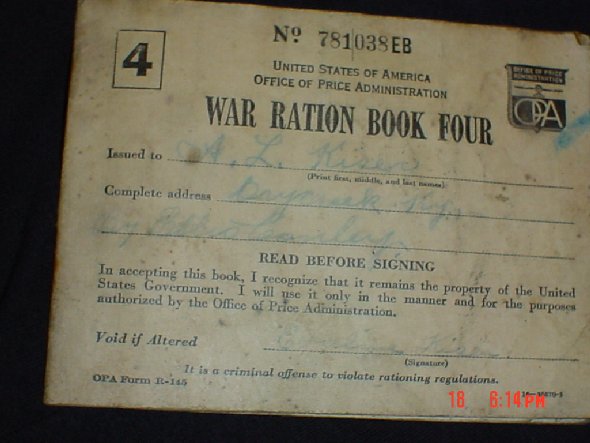 4
Nº 781038EB
UNITED STATES OF AMERICA
OFFICE OF PRICE ADMINISTRATION
OFFICE OF PRICE
ADMINISTRATION
OPA
WAR RATION BOOK FOUR
Issued to A. L. Kiser
(Print first, middle, and last names)
Complete address
READ BEFORE SIGNING
In accepting this book, I recognize that it remains the property of the United
States Government. I will use it only in the manner and for the purposes
authorized by the Office of Price Administration.
Void if Altered
(Signature)
It is a criminal offense to violate rationing regulations.
OPA Form R-145
18 6:14PM